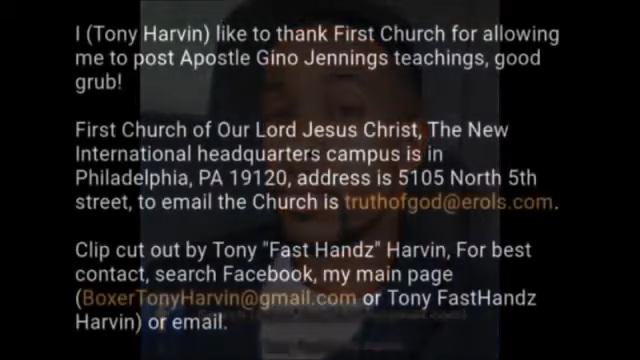 I (Tony Harvin) like to thank First Church for allowing
me to post Apostle Gino Jennings teachings, good
grub!
First Church of Our Lord Jesus Christ, The New
International headquarters campus is in
Philadelphia, PA 19120, address is 5105 North 5th
street, to email the Church is truthofgod@erols.com.
Clip cut out by Tony "Fast Handz" Harvin, For best
contact, search Facebook, my main page
(BoxerTonyHarvin@gmail.com or Tony FastHandz
Harvin) or email.